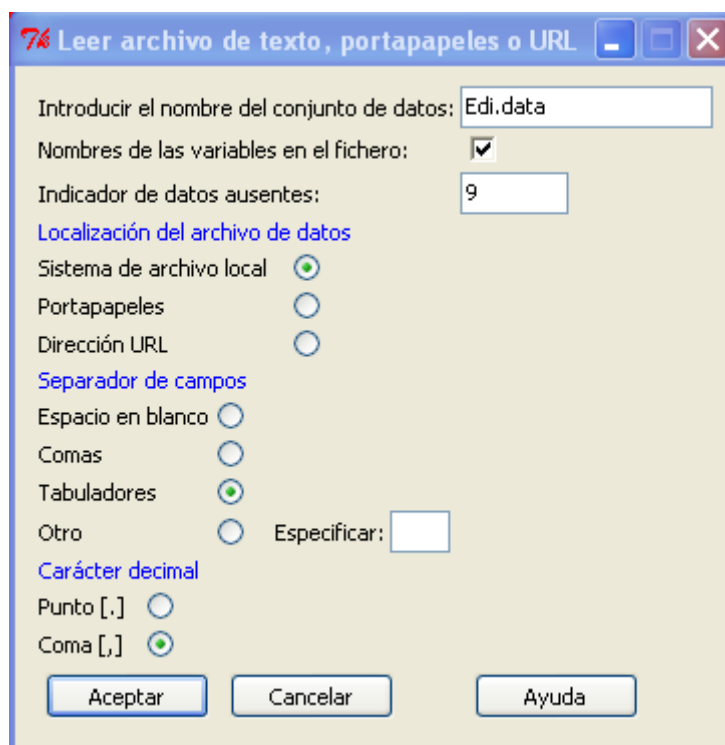 Leer archivo de texto, portapapeles o URL
Introducir el nombre del conjunto de datos: Edi.data
Nombres de las variables en el fichero:
Indicador de datos ausentes: 9
Localización del archivo de datos
Sistema de archivo local
Portapapeles
Dirección URL
Separador de campos
Espacio en blanco
Comas
Tabuladores
Otro Especificar:
Carácter decimal
Punto [.]
Coma [,]
Aceptar Cancelar Ayuda